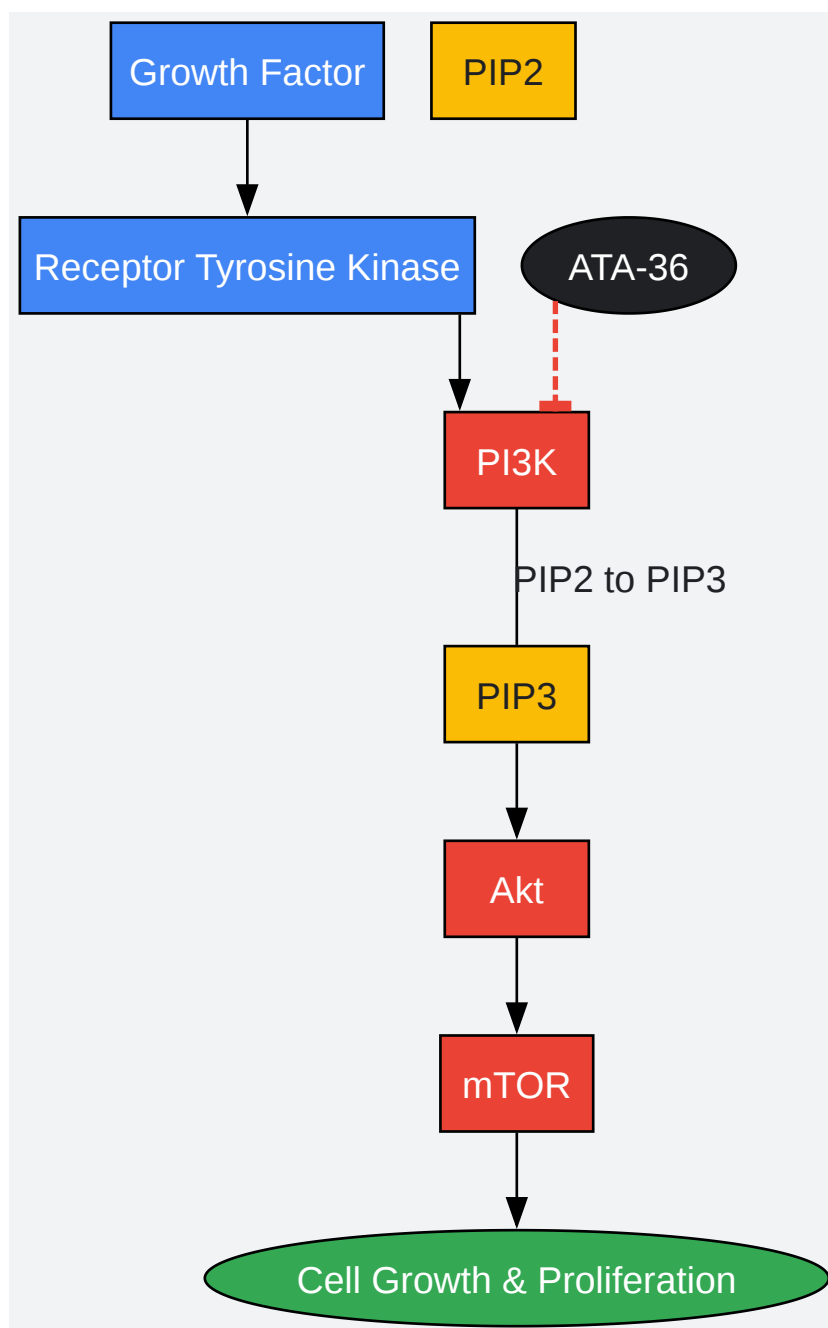 Growth Factor
PIP2
Receptor Tyrosine Kinase
ATA-36
PI3K
PIP2 to PIP3
PIP3
Akt
mTOR
Cell Growth & Proliferation